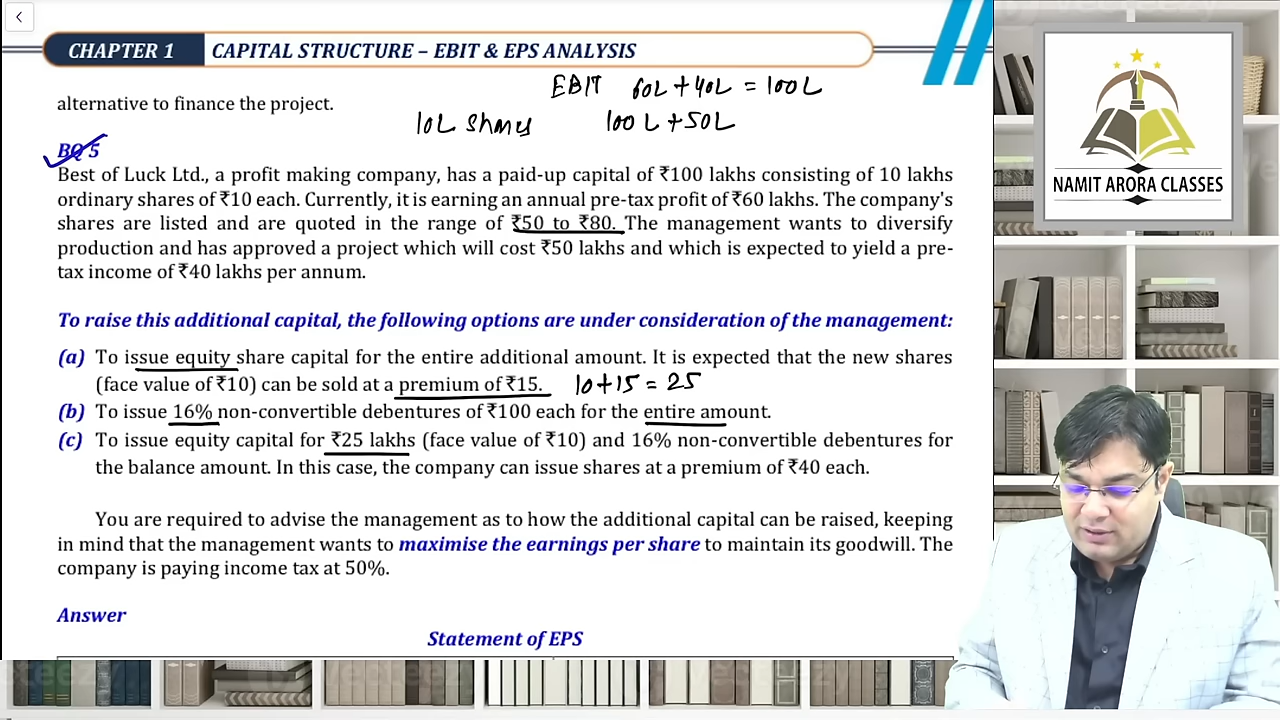 CHAPTER 1 CAPITAL STRUCTURE – EBIT & EPS ANALYSIS
EBIT 60L + 40L = 100L
alternative to finance the project.
10L shares 100L + 50L
BQ 5
Best of Luck Ltd., a profit making company, has a paid-up capital of ₹100 lakhs consisting of 10 lakhs
ordinary shares of ₹10 each. Currently, it is earning an annual pre-tax profit of ₹60 lakhs. The company's
shares are listed and are quoted in the range of ₹50 to ₹80. The management wants to diversify
production and has approved a project which will cost ₹50 lakhs and which is expected to yield a pre-
tax income of ₹40 lakhs per annum.
To raise this additional capital, the following options are under consideration of the management:
(a) To issue equity share capital for the entire additional amount. It is expected that the new shares
(face value of ₹10) can be sold at a premium of ₹15. 10+15 = 25
(b) To issue 16% non-convertible debentures of ₹100 each for the entire amount.
(c) To issue equity capital for ₹25 lakhs (face value of ₹10) and 16% non-convertible debentures for
the balance amount. In this case, the company can issue shares at a premium of ₹40 each.
You are required to advise the management as to how the additional capital can be raised, keeping
in mind that the management wants to maximise the earnings per share to maintain its goodwill. The
company is paying income tax at 50%.
Answer
Statement of EPS
NAMIT ARORA CLASSES